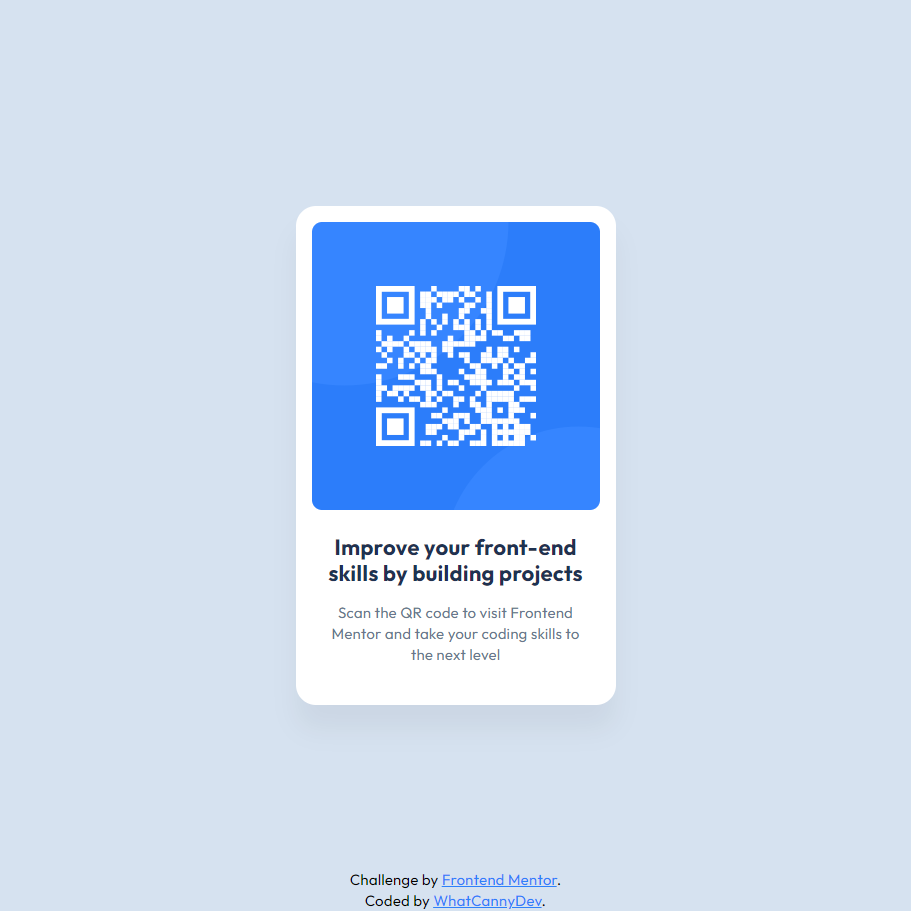 Improve your front-end
skills by building projects
Scan the QR code to visit Frontend
Mentor and take your coding skills to
the next level
Challenge by Frontend Mentor.
Coded by WhatCannyDev.